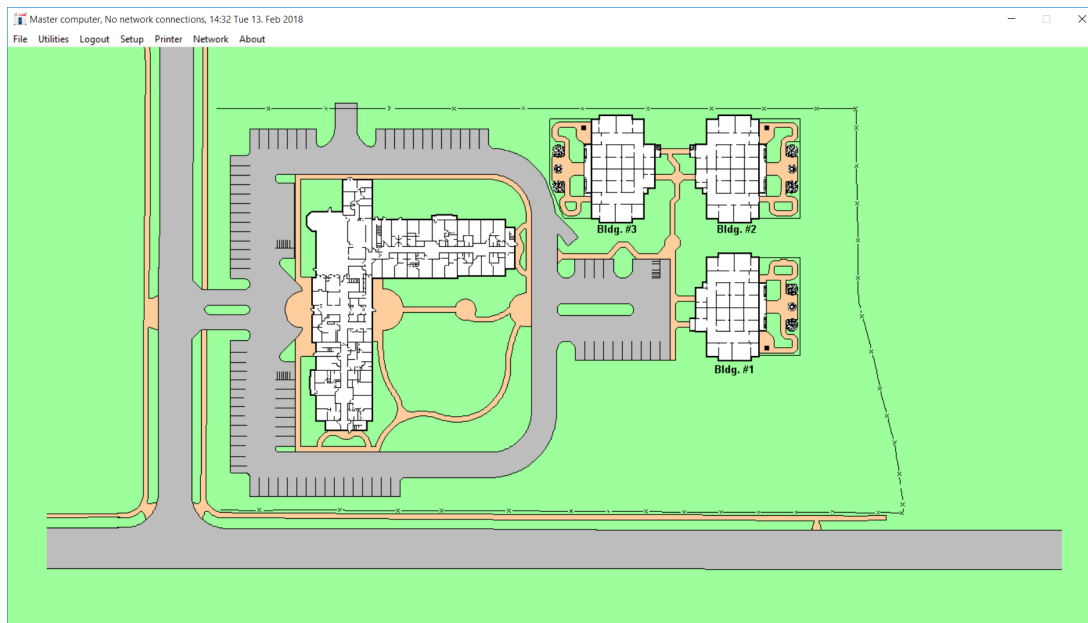 Master computer, No network connections, 14:32 Tue 13. Feb 2018
File Utilities Logout Setup Printer Network About
Bldg. #3 Bldg. #2
Bldg. #1